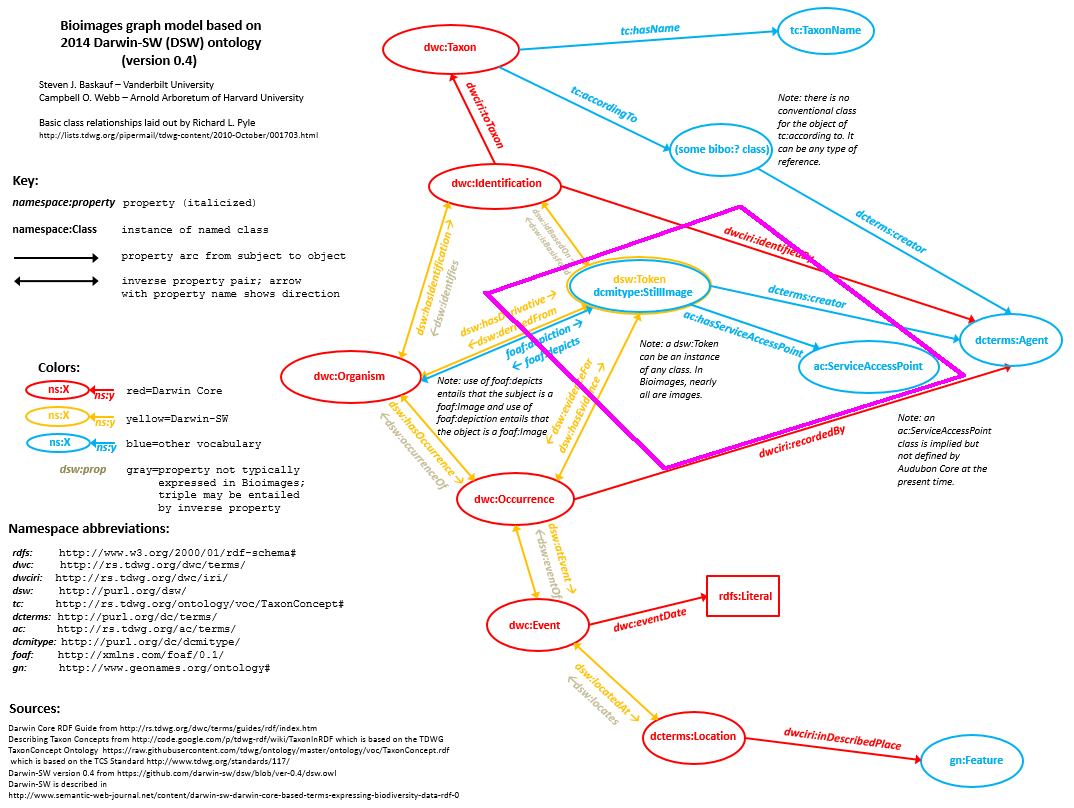 Bioimages graph model based on
2014 Darwin-SW (DSW) ontology
(version 0.4)
Steven J. Baskauf – Vanderbilt University
Campbell O. Webb – Arnold Arboretum of Harvard University
Basic class relationships laid out by Richard L. Pyle
http://lists.tdwg.org/pipermail/tdwg-content/2010-October/001703.html
Key:
namespace:property property (italicized)
namespace:Class instance of named class
property arc from subject to object
inverse property pair; arrow
with property name shows direction
Colors:
ns:X ns:y red=Darwin Core
ns:X ns:y yellow=Darwin-SW
ns:X ns:y blue=other vocabulary
dsw:prop gray=property not typically
expressed in Bioimages;
triple may be entailed
by inverse property
Namespace abbreviations:
rdfs: http://www.w3.org/2000/01/rdf-schema#
dwc: http://rs.tdwg.org/dwc/terms/
dwciri: http://rs.tdwg.org/dwc/iri/
dsw: http://purl.org/dsw/
tc: http://rs.tdwg.org/ontology/voc/TaxonConcept#
dcterms: http://purl.org/dc/terms/
ac: http://rs.tdwg.org/ac/terms/
dcmitype: http://purl.org/dc/dcmitype/
foaf: http://xmlns.com/foaf/0.1/
gn: http://www.geonames.org/ontology#
Sources:
Darwin Core RDF Guide from http://rs.tdwg.org/dwc/terms/guides/rdf/index.htm
Describing Taxon Concepts from http://code.google.com/p/tdwg-rdf/wiki/TaxonInRDF which is based on the TDWG
TaxonConcept Ontology https://raw.githubusercontent.com/tdwg/ontology/master/ontology/voc/TaxonConcept.rdf
which is based on the TCS Standard http://www.tdwg.org/standards/117/
Darwin-SW version 0.4 from https://github.com/darwin-sw/dsw/blob/ver-0.4/dsw.owl
Darwin-SW is described in
http://www.semantic-web-journal.net/content/darwin-sw-darwin-core-based-terms-expressing-biodiversity-data-rdf-0
dwc:Taxon
tc:hasName
tc:TaxonName
dwciri:toTaxon
tc:accordingTo
(some bibo:? class)
Note: there is no
conventional class
for the object of
tc:according to. It
can be any type of
reference.
dcterms:creator
dwc:Identification
dsw:idBasedOn →
← dsw:isBasisForId
dwciri:identifiedBy
dsw:hasIdentification →
← dsw:identifies
dsw:Token
dcmitype:StillImage
dcterms:creator
dcterms:Agent
ac:hasServiceAccessPoint
ac:ServiceAccessPoint
dsw:hasDerivative →
← dsw:derivedFrom
foaf:depiction →
← foaf:depicts
dwc:Organism
Note: use of foaf:depicts
entails that the subject is a
foaf:Image and use of
foaf:depiction entails that
the object is a foaf:Image
Note: a dsw:Token
can be an instance
of any class. In
Bioimages, nearly
all are images.
← dsw:evidenceFor
dsw:hasEvidence →
dsw:hasOccurrence →
← dsw:occurrenceOf
Note: an
ac:ServiceAccessPoint
class is implied but
not defined by
Audubon Core at the
present time.
dwciri:recordedBy
dwc:Occurrence
dsw:atEvent →
← dsw:eventOf
dwc:Event
dwc:eventDate
rdfs:Literal
dsw:locatedAt →
← dsw:locates
dcterms:Location
dwciri:inDescribedPlace
gn:Feature